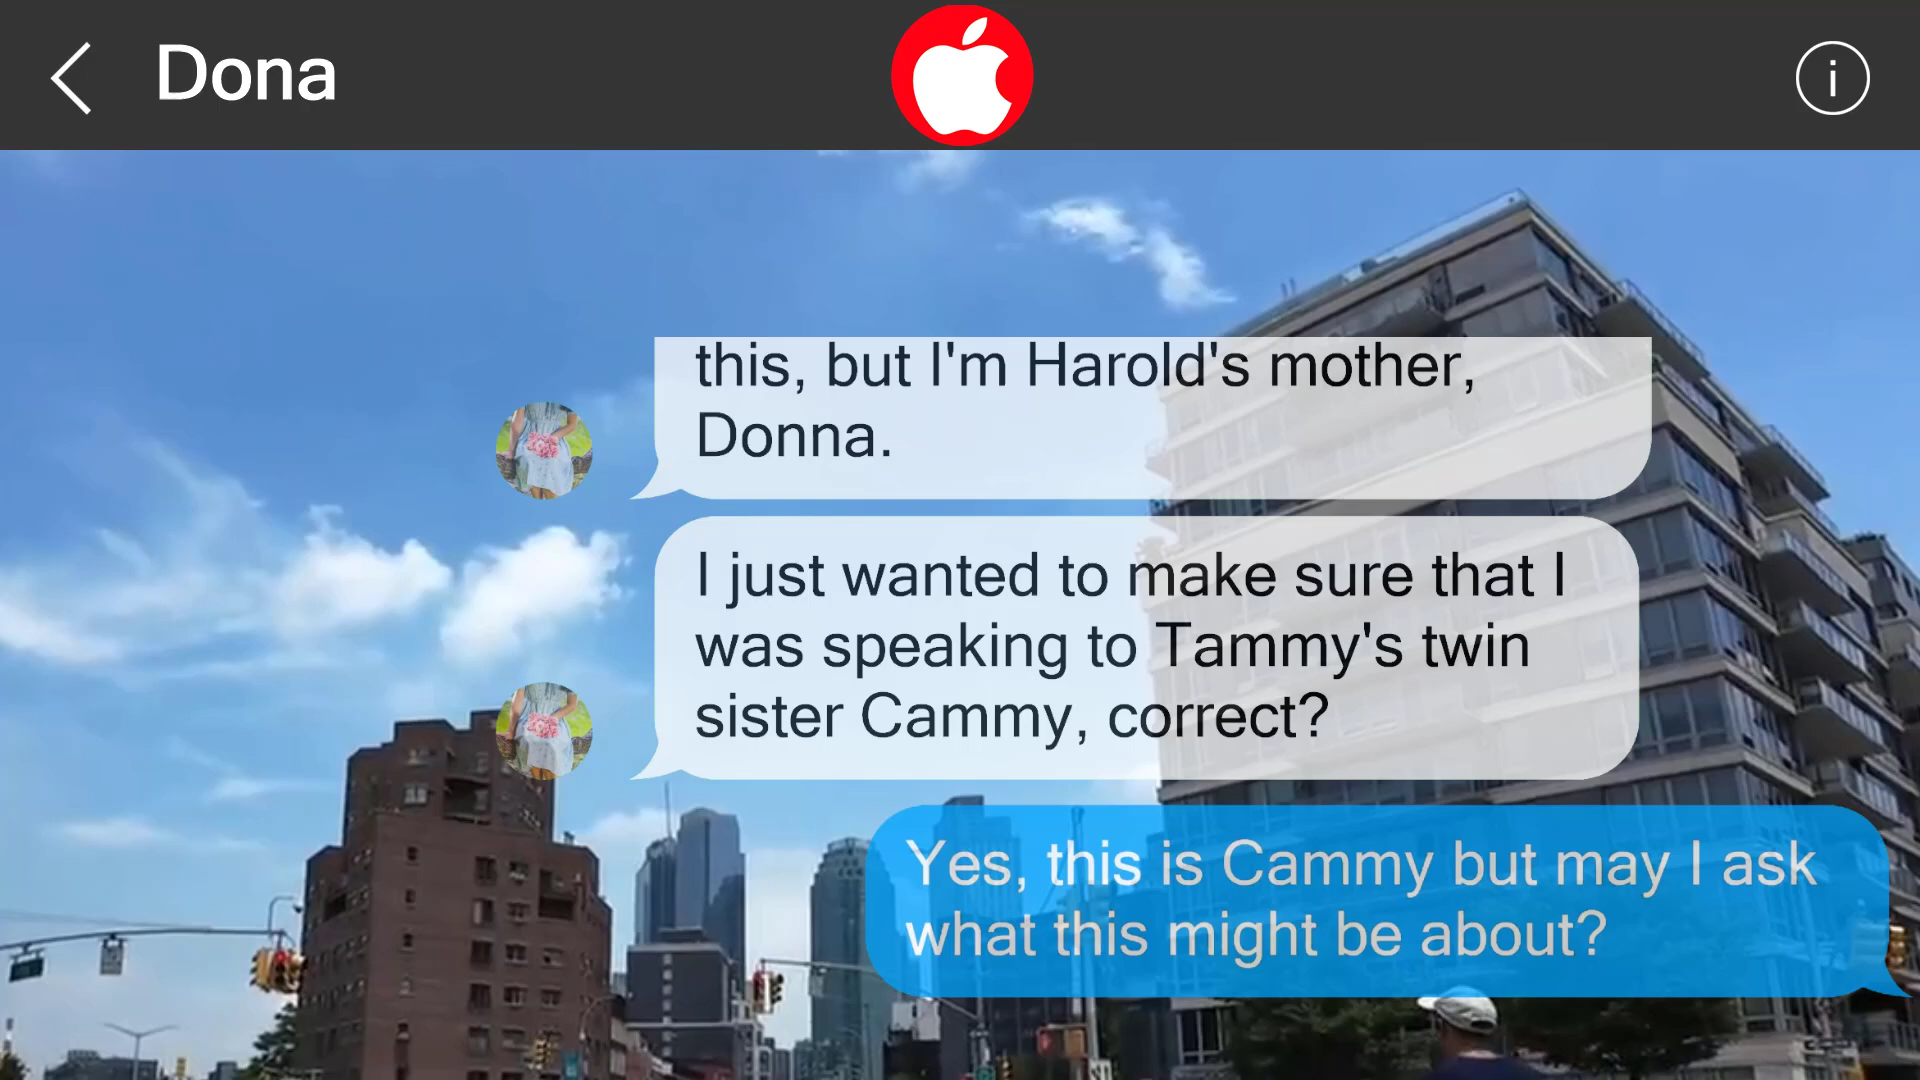 Dona
i
this, but I'm Harold's mother,
Donna.
I just wanted to make sure that I
was speaking to Tammy's twin
sister Cammy, correct?
Yes, this is Cammy but may I ask
what this might be about?